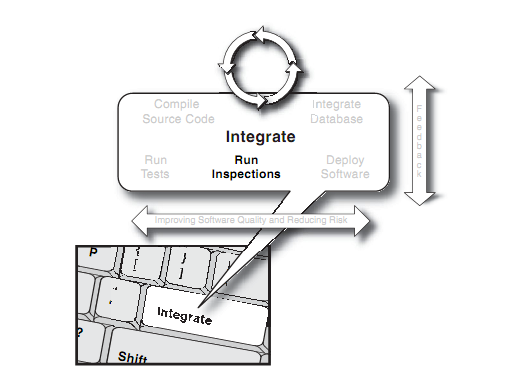 Compile
Source Code
Integrate
Database
Integrate
Run
Tests
Run
Inspections
Deploy
Software
Feedback
Improving Software Quality and Reducing Risk
P
{
[
}
]
"
'
Integrate
?
Shift